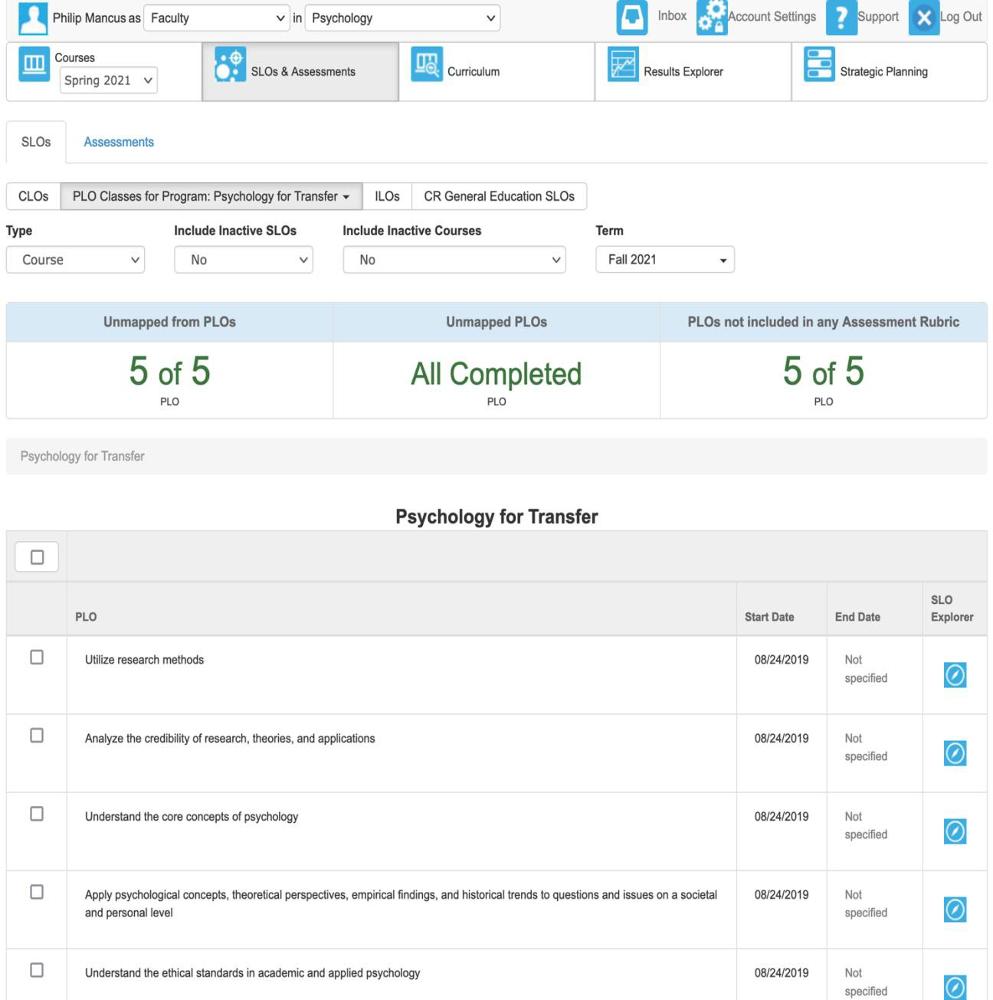 Philip Mancus as Faculty in Psychology Inbox Account Settings Support Log Out
Courses
Spring 2021
SLOs & Assessments
Curriculum
Results Explorer
Strategic Planning
SLOs Assessments
CLOs PLO Classes for Program: Psychology for Transfer ILOs CR General Education SLOs
Type Include Inactive SLOs Include Inactive Courses Term
Course No No Fall 2021
Unmapped from PLOs Unmapped PLOs PLOs not included in any Assessment Rubric
5 of 5 All Completed 5 of 5
PLO PLO PLO
Psychology for Transfer
Psychology for Transfer
PLO Start Date End Date SLO Explorer
Utilize research methods 08/24/2019 Not specified
Analyze the credibility of research, theories, and applications 08/24/2019 Not specified
Understand the core concepts of psychology 08/24/2019 Not specified
Apply psychological concepts, theoretical perspectives, empirical findings, and historical trends to questions and issues on a societal
and personal level 08/24/2019 Not specified
Understand the ethical standards in academic and applied psychology 08/24/2019 Not specified